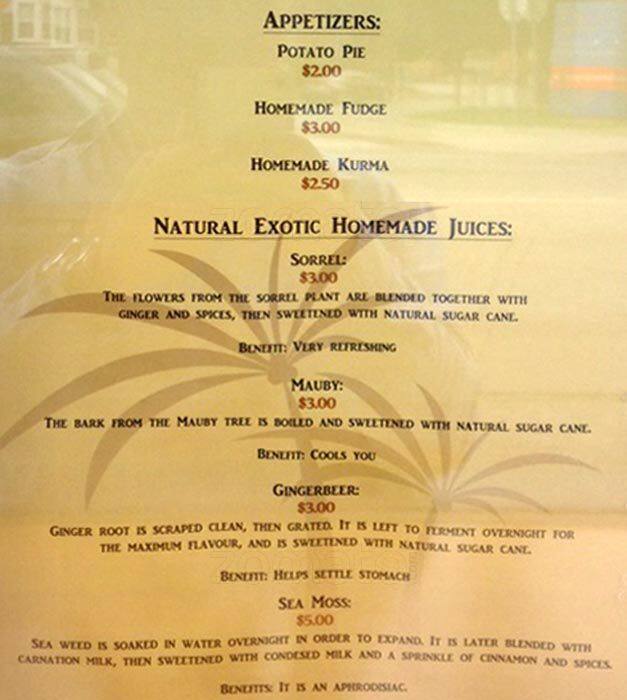 APPETIZERS:
POTATO PIE
$2.00
HOMEMADE FUDGE
$3.00
HOMEMADE KURMA
$2.50
NATURAL EXOTIC HOMEMADE JUICES:
SORREL:
$3.00
THE FLOWERS FROM THE SORREL PLANT ARE BLENDED TOGETHER WITH
GINGER AND SPICES, THEN SWEETENED WITH NATURAL SUGAR CANE.
BENEFIT: VERY REFRESHING
MAUBY:
$3.00
THE BARK FROM THE MAUBY TREE IS BOILED AND SWEETENED WITH NATURAL SUGAR CANE.
BENEFIT: COOLS YOU
GINGERBEER:
$3.00
GINGER ROOT IS SCRAPED CLEAN, THEN GRATED. IT IS LEFT TO FERMENT OVERNIGHT FOR
THE MAXIMUM FLAVOUR, AND IS SWEETENED WITH NATURAL SUGAR CANE.
BENEFIT: HELPS SETTLE STOMACH
SEA MOSS:
$5.00
SEA WEED IS SOAKED IN WATER OVERNIGHT IN ORDER TO EXPAND. IT IS LATER BLENDED WITH
CARNATION MILK, THEN SWEETENED WITH CONDESED MILK AND A SPRINKLE OF CINNAMON AND SPICES.
BENEFITS: IT IS AN APHRODISIAC.